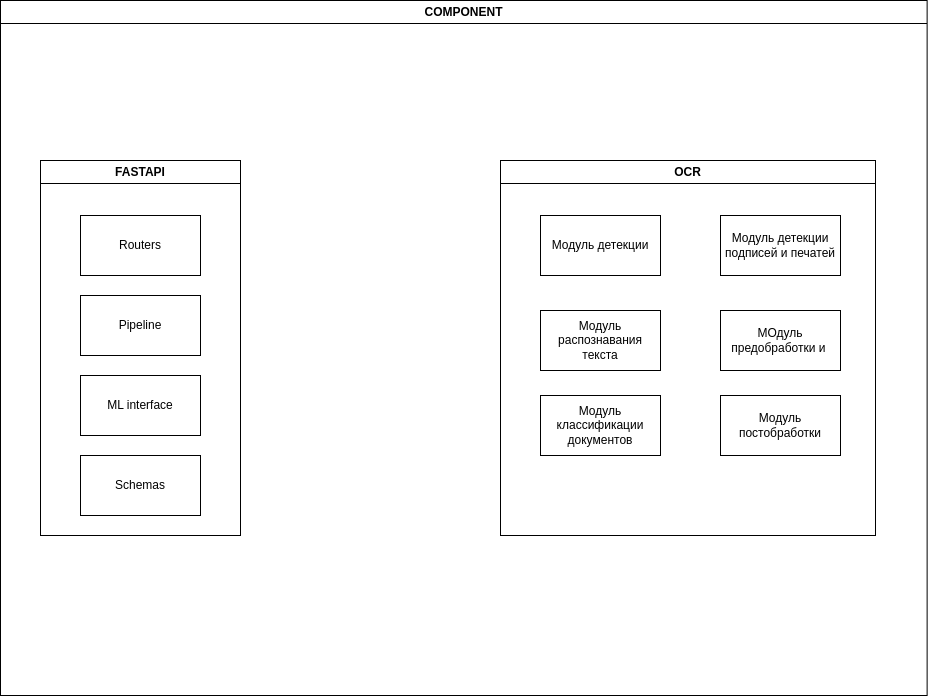 COMPONENT
FASTAPI
Routers
Pipeline
ML interface
Schemas
OCR
Модуль детекции
Модуль детекции
подписей и печатей
Модуль
распознавания
текста
МОдуль
предобработки и
Модуль
классификации
документов
Модуль
постобработки